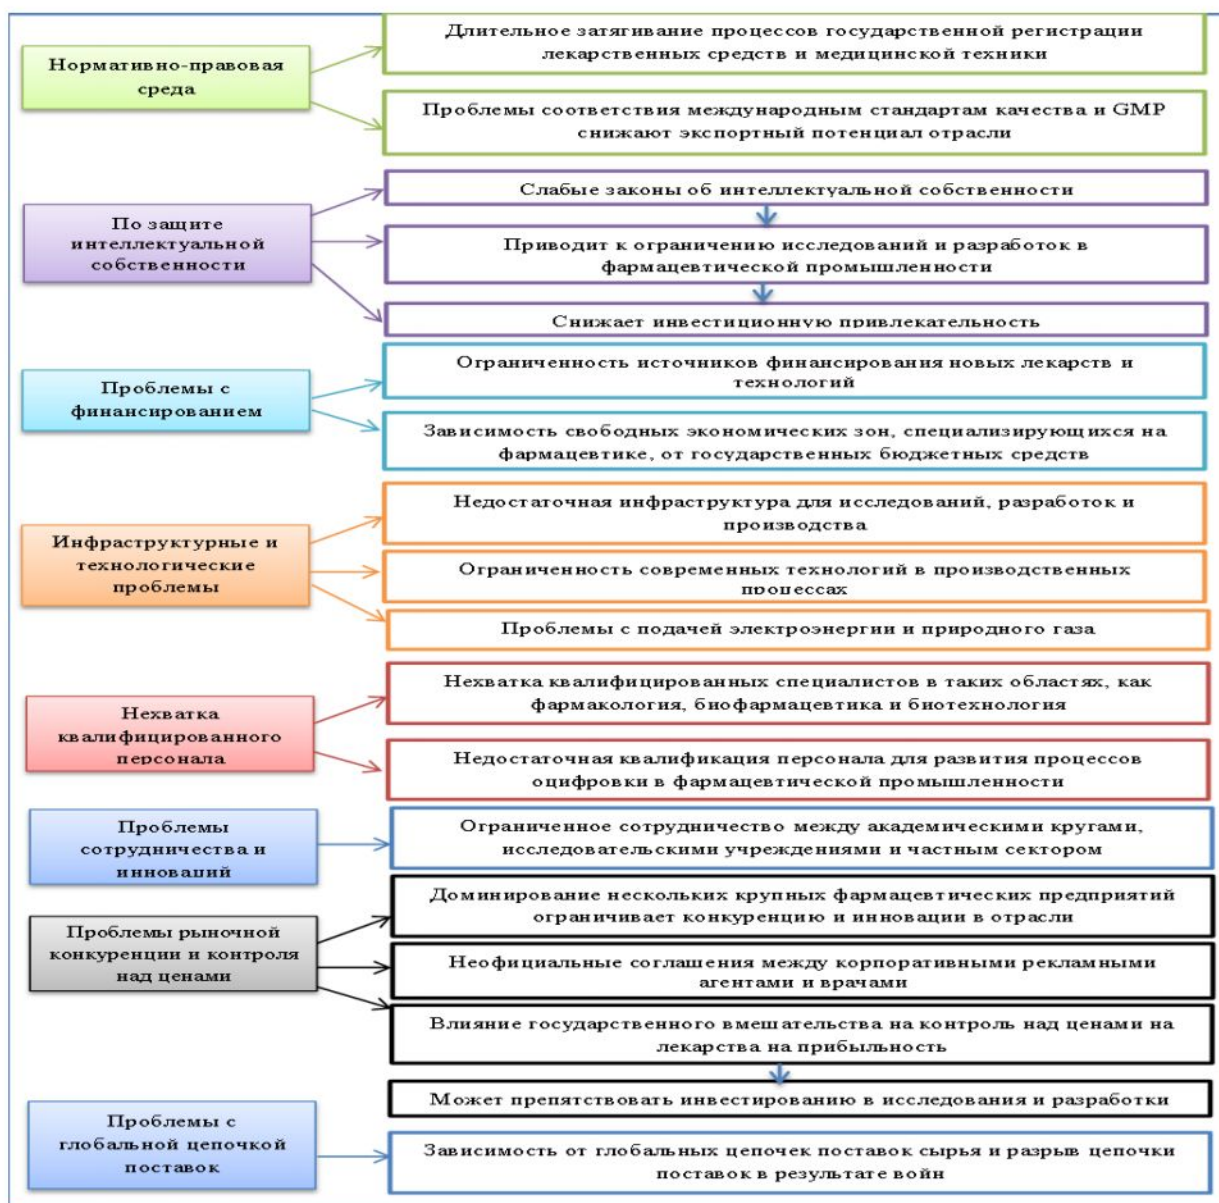 Нормативно-правовая
среда
Длительное затягивание процессов государственной регистрации
лекарственных средств и медицинской техники
Проблемы соответствия международным стандартам качества и GMP
снижают экспортный потенциал отрасли
По защите
интеллектуальной
собственности
Слабые законы об интеллектуальной собственности
Приводит к ограничению исследований и разработок в
фармацевтической промышленности
Снижает инвестиционную привлекательность
Проблемы с
финансированием
Ограниченность источников финансирования новых лекарств и
технологий
Зависимость свободных экономических зон, специализирующихся на
фармацевтике, от государственных бюджетных средств
Инфраструктурные и
технологические
проблемы
Недостаточная инфраструктура для исследований, разработок и
производства
Ограниченность современных технологий в производственных
процессах
Проблемы с подачей электроэнергии и природного газа
Нехватка
квалифицированного
персонала
Нехватка квалифицированных специалистов в таких областях, как
фармакология, биофармацевтика и биотехнология
Недостаточная квалификация персонала для развития процессов
оцифровки в фармацевтической промышленности
Проблемы
сотрудничества и
инноваций
Ограниченное сотрудничество между академическими кругами,
исследовательскими учреждениями и частным сектором
Проблемы рыночной
конкуренции и контроля
над ценами
Доминирование нескольких крупных фармацевтических предприятий
ограничивает конкуренцию и инновации в отрасли
Неофициальные соглашения между корпоративными рекламными
агентами и врачами
Влияние государственного вмешательства на контроль над ценами на
лекарства на прибыльность
Может препятствовать инвестированию в исследования и разработки
Проблемы с
глобальной цепочкой
поставок
Зависимость от глобальных цепочек поставок сырья и разрыв цепочки
поставок в результате войн